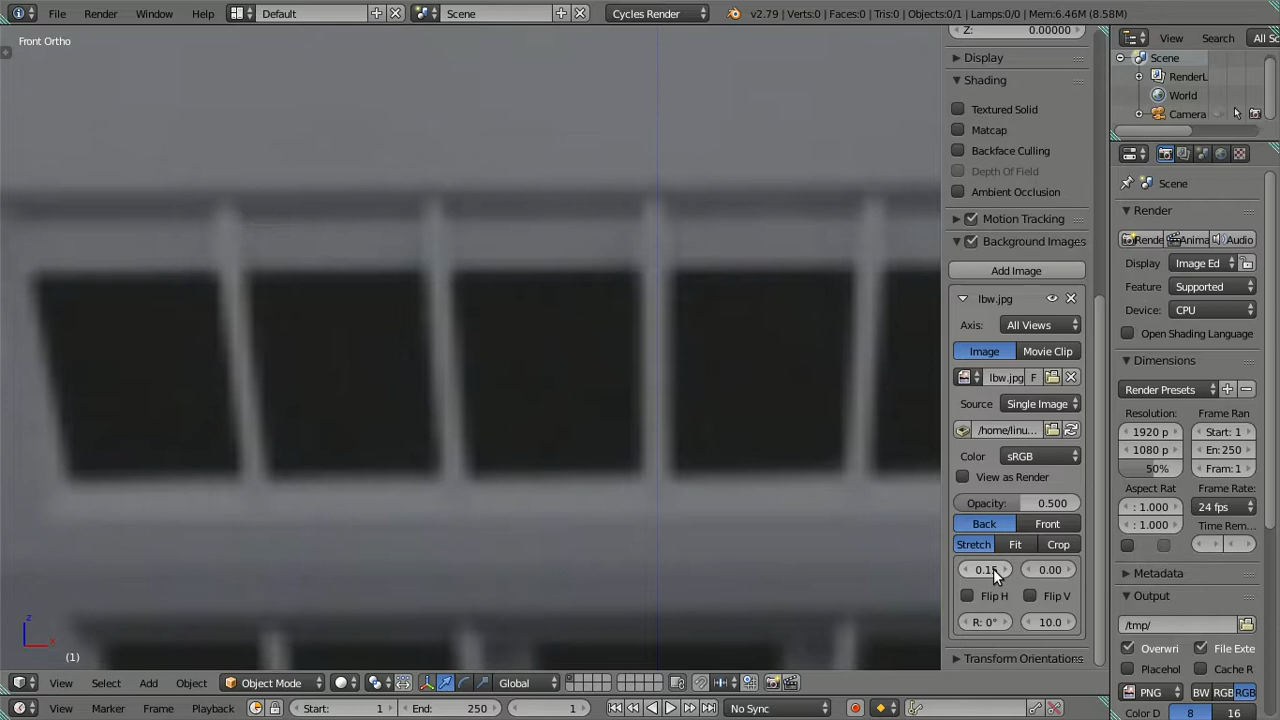 File Render Window Help Default Scene Cycles Render v2.79 | Verts:0 | Faces:0 | Tris:0 | Objects:0/1 | Lamps:0/0 | Mem:6.46M (8.58M)
Front Ortho
Z: 0.00000
Display
Shading
Textured Solid
Matcap
Backface Culling
Depth Of Field
Ambient Occlusion
Motion Tracking
Background Images
Add Image
lbw.jpg
Axis: All Views
Image Movie Clip
lbw.jpg F
Source Single Image
/home/linu...
Color sRGB
View as Render
Opacity: 0.500
Back Front
Stretch Fit Crop
0.15 0.00
Flip H Flip V
R: 0° 10.0
Transform Orientations
View Search All Sc
Scene
RenderL
World
Camera
Scene
Render
Rende Anima Audio
Display Image Ed
Feature Supported
Device: CPU
Open Shading Language
Dimensions
Render Presets
Resolution: Frame Ran
1920 p Start: 1
1080 p En: 250
50% Fram: 1
Aspect Rat Frame Rate:
: 1.000 24 fps
: 1.000 Time Rem...
Metadata
Output
/tmp/
Overwri File Exte
Placehol Cache R
PNG BW RGB RGB
Color D 8 16
z
x
(1)
View Select Add Object Object Mode Global
View Marker Frame Playback Start: 1 End: 250 1 No Sync